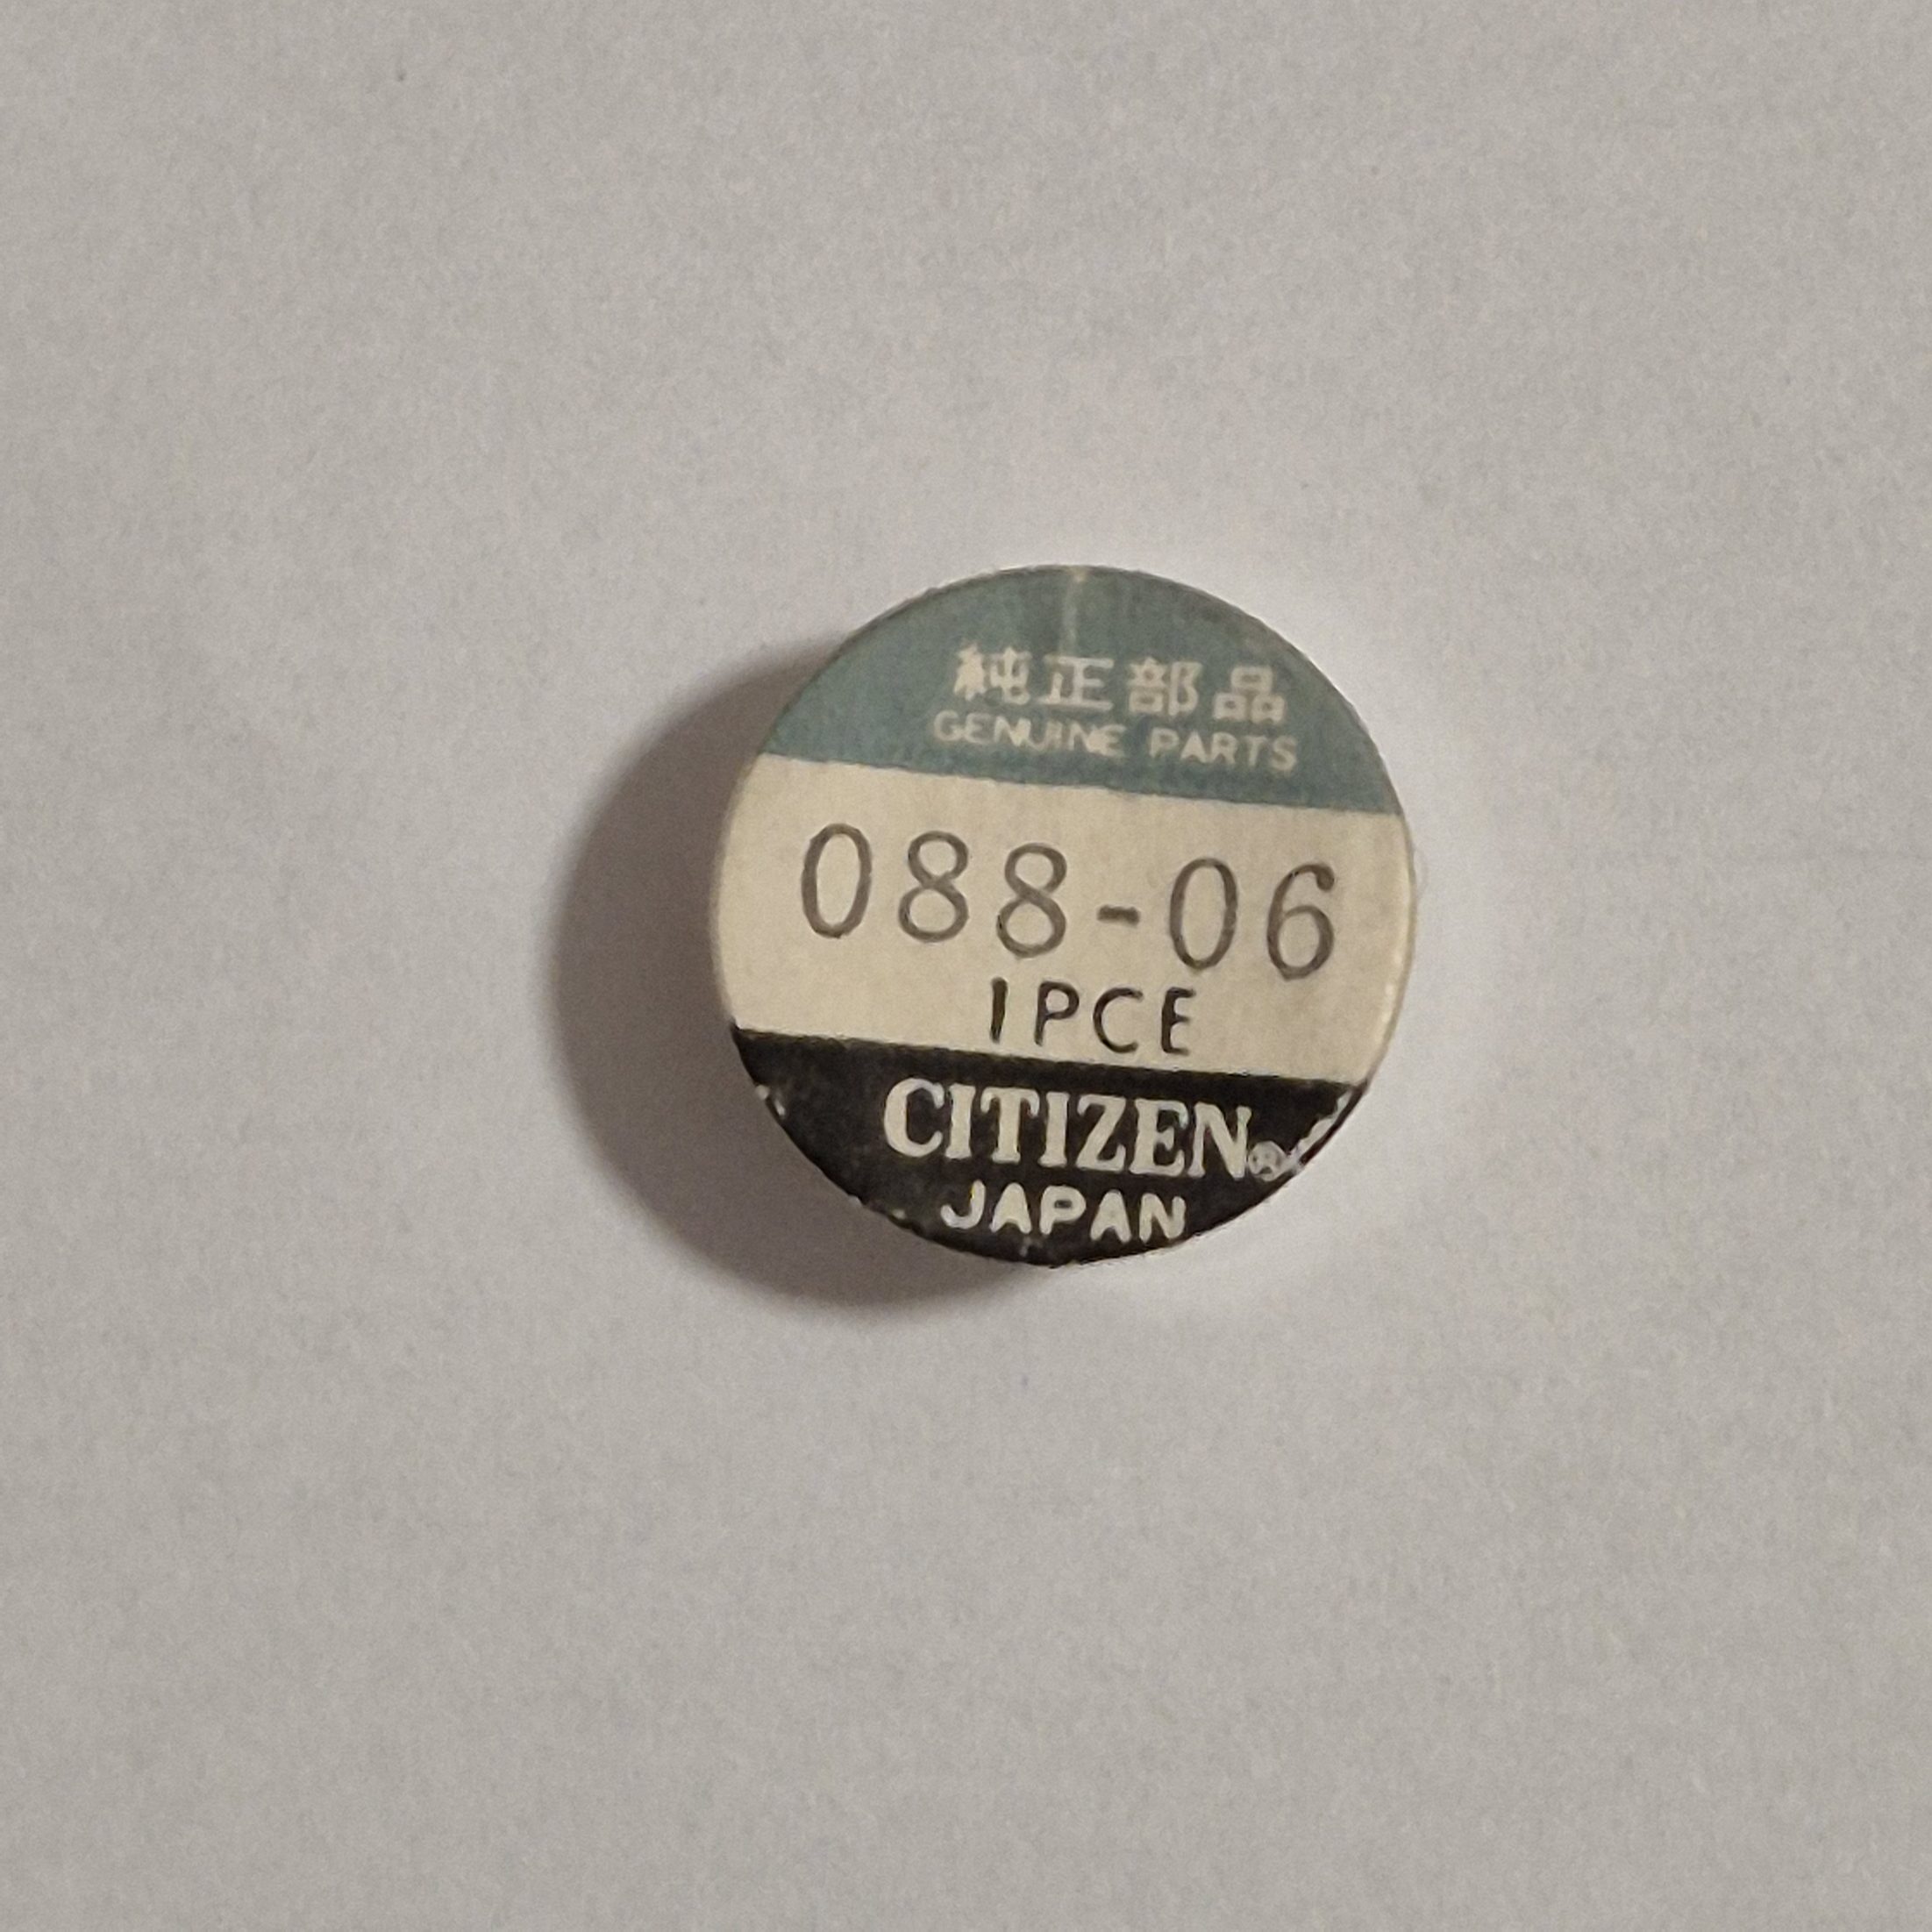 純正部品
GENUINE PARTS
088-06
1PCE
CITIZEN®
JAPAN